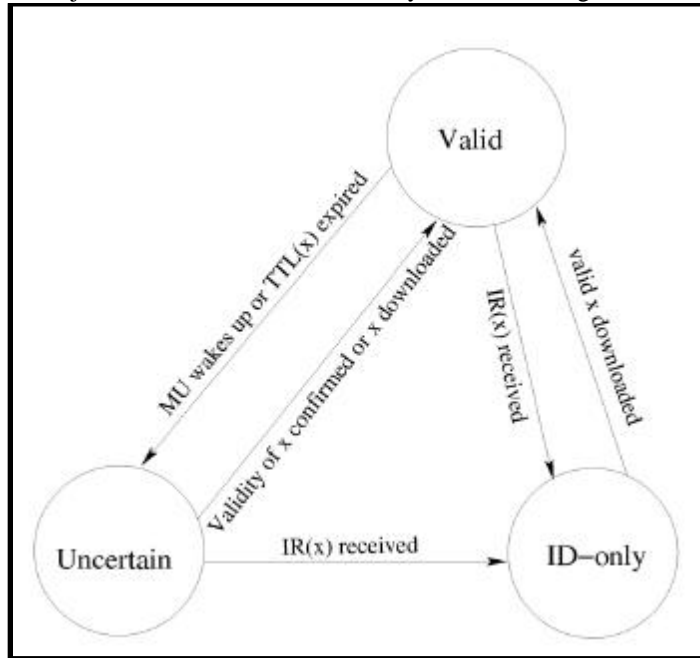 Valid
MU wakes up or TTL(x) expired
Validity of x confirmed or x downloaded
IR(x) received
valid x downloaded
Uncertain
IR(x) received
ID-only